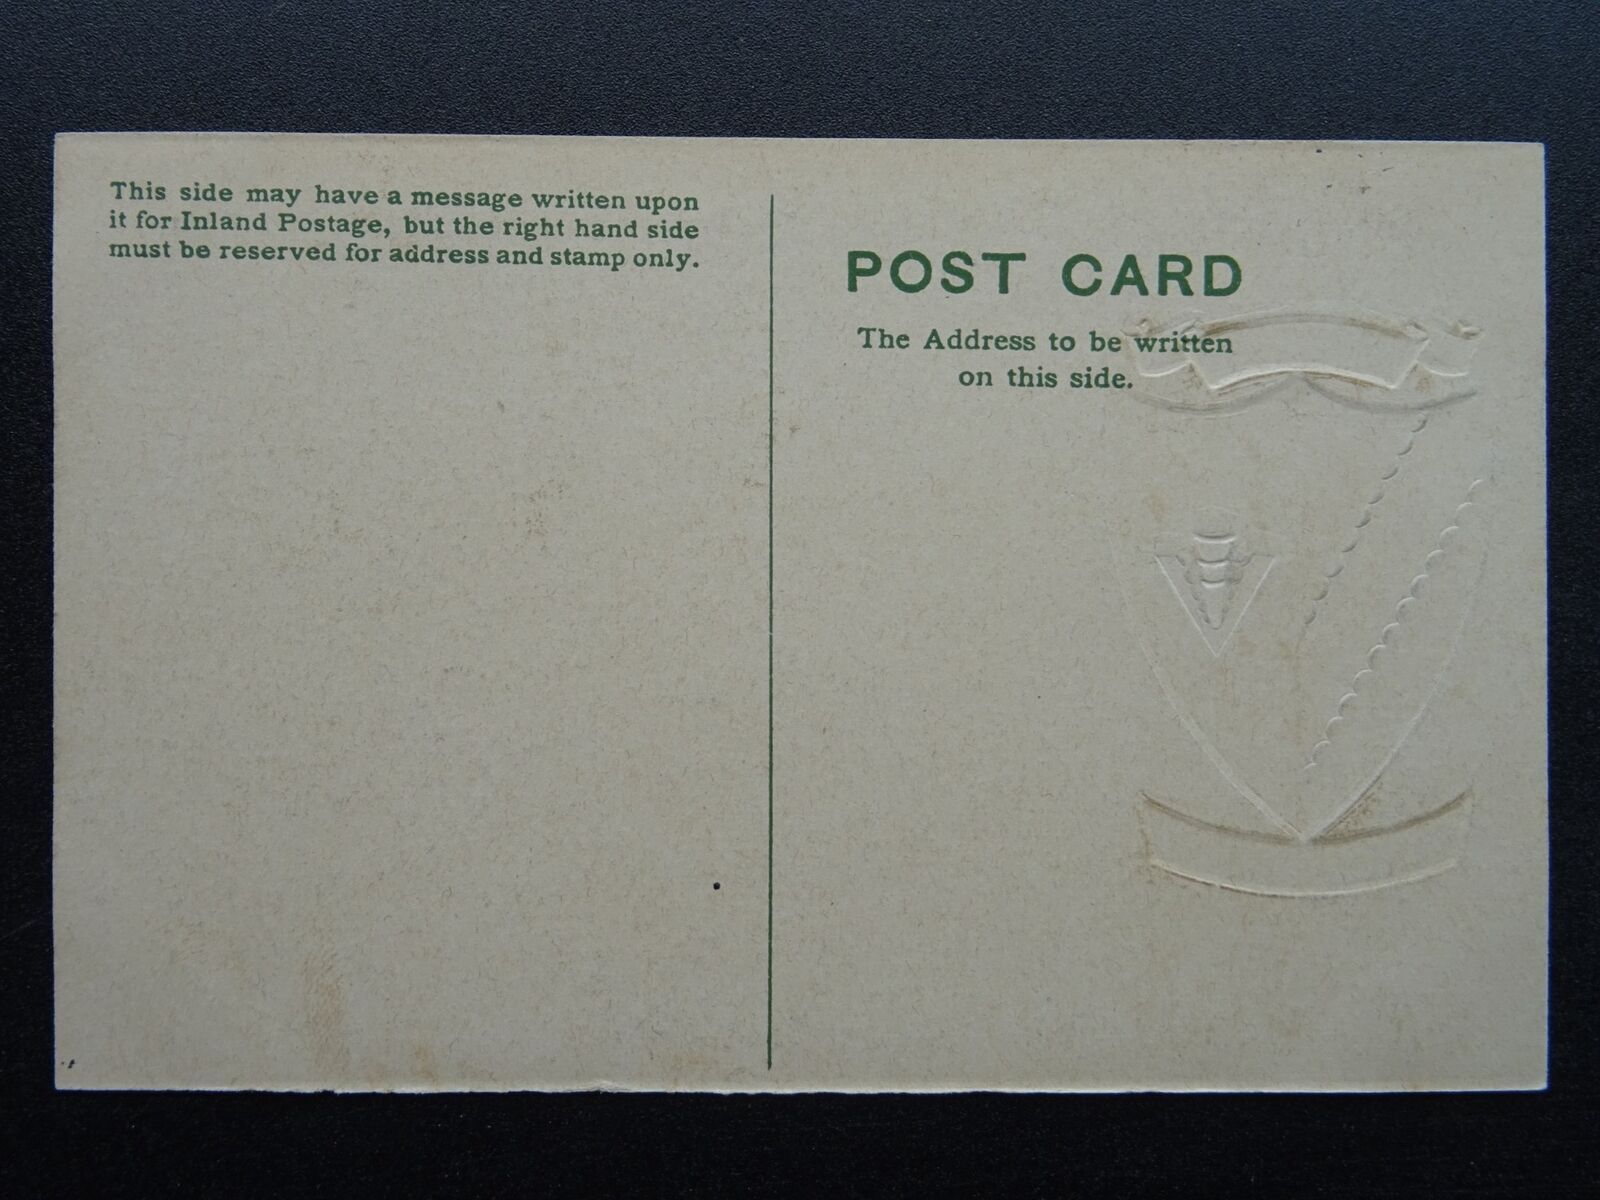 This side may have a message written upon
it for Inland Postage, but the right hand side
must be reserved for address and stamp only.
POST CARD
The Address to be written
on this side.